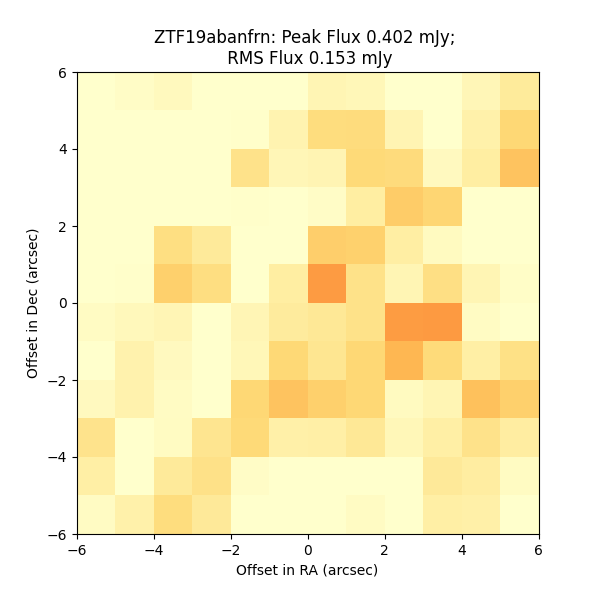 ZTF19abanfrn: Peak Flux 0.402 mJy;
RMS Flux 0.153 mJy
6
4
2
0
−2
−4
−6
Offset in Dec (arcsec)
−6 −4 −2 0 2 4 6
Offset in RA (arcsec)